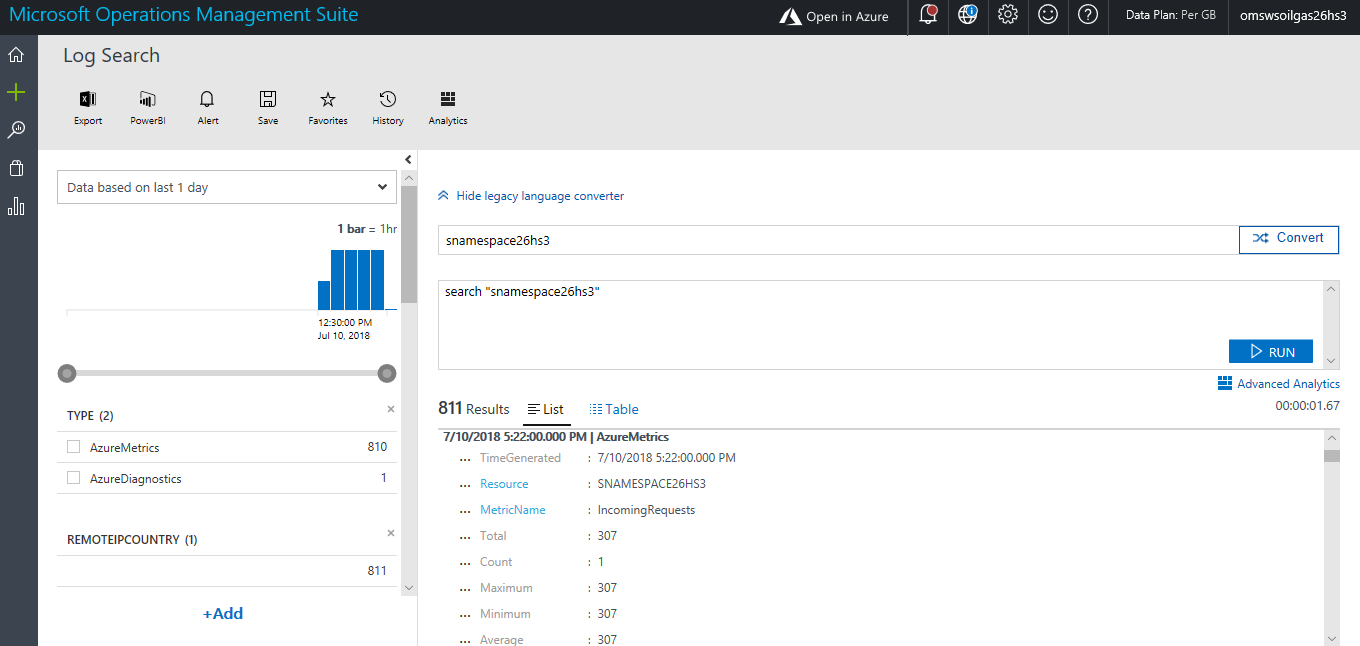 Microsoft Operations Management Suite
Open in Azure
Data Plan: Per GB
omswsoilgas26hs3
Log Search
Export PowerBI Alert Save Favorites History Analytics
Data based on last 1 day
1 bar = 1hr
12:30:00 PM
Jul 10, 2018
TYPE (2)
AzureMetrics 810
AzureDiagnostics 1
REMOTEIPCOUNTRY (1)
811
+Add
Hide legacy language converter
snamespace26hs3
Convert
search "snamespace26hs3"
RUN
Advanced Analytics
811 Results List Table
00:00:01.67
7/10/2018 5:22:00.000 PM | AzureMetrics
... TimeGenerated : 7/10/2018 5:22:00.000 PM
... Resource : SNAMESPACE26HS3
... MetricName : IncomingRequests
... Total : 307
... Count : 1
... Maximum : 307
... Minimum : 307
... Average : 307